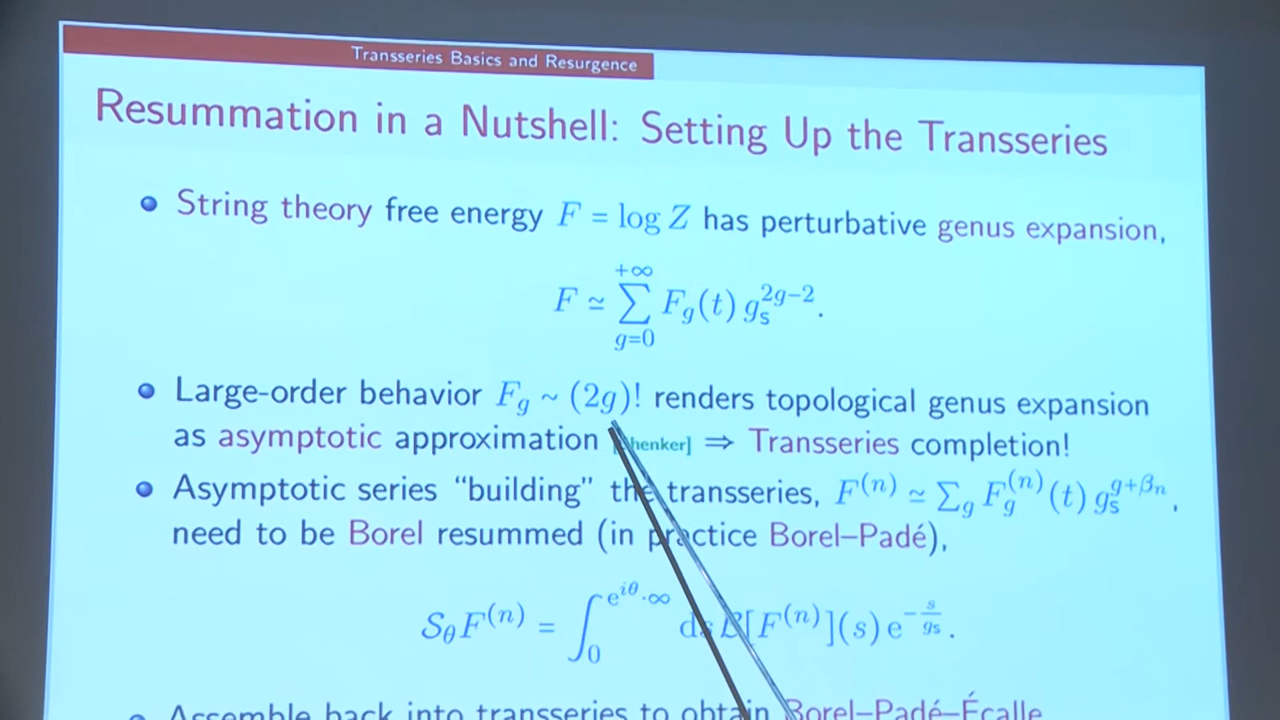 Transseries Basics and Resurgence
Resummation in a Nutshell: Setting Up the Transseries
String theory free energy F = log Z has perturbative genus expansion,
F ≃ ∑_{g=0}^{+∞} F_g(t) g_s^{2g−2}.
Large-order behavior F_g ∼ (2g)! renders topological genus expansion
as asymptotic approximation henker] ⇒ Transseries completion!
Asymptotic series “building” the transseries, F^{(n)} ≃ ∑_g F_g^{(n)}(t) g_s^{g+β_n},
need to be Borel resummed (in practice Borel–Padé),
𝒮_θ F^{(n)} = ∫_0^{e^{iθ}·∞} ds ℬ[F^{(n)}](s) e^{−s/g_s}.
Assemble back into transseries to obtain Borel–Padé–Écalle